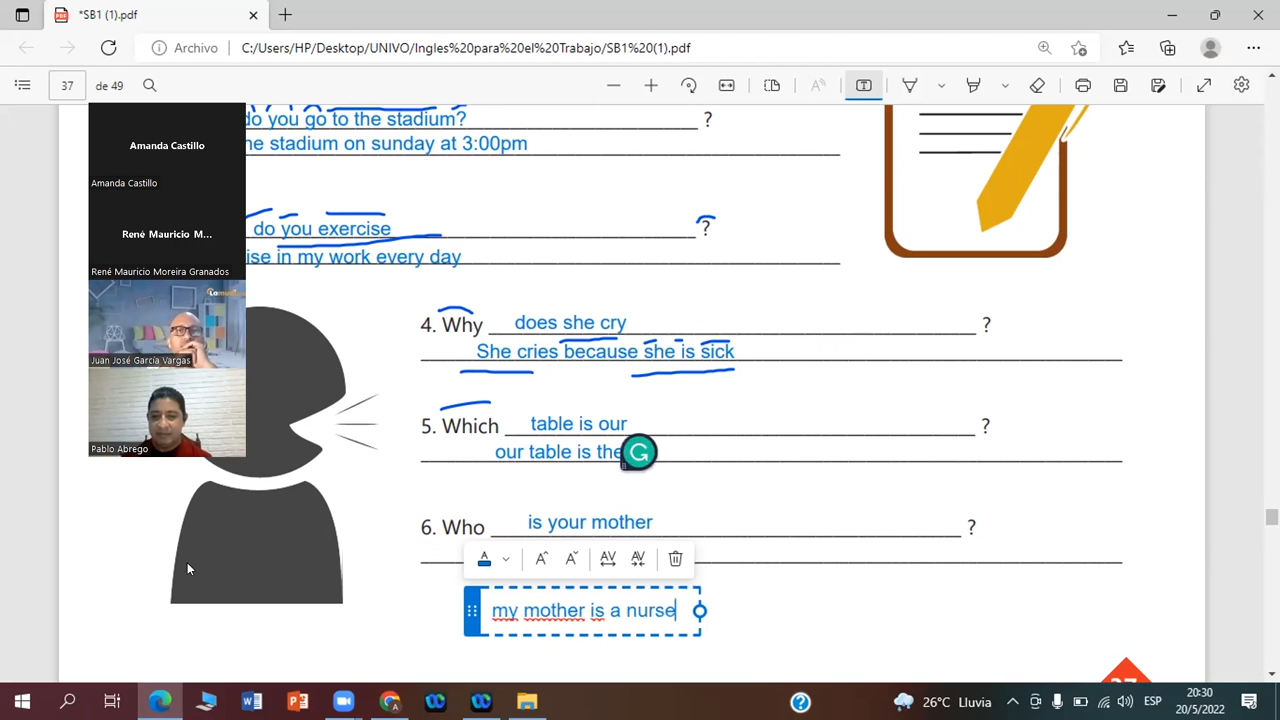 *SB1 (1).pdf
Archivo
C:/Users/HP/Desktop/UNIVO/Ingles%20para%20el%20Trabajo/SB1%20(1).pdf
37 de 49
do you go to the stadium? ?
he stadium on sunday at 3:00pm
Amanda Castillo
Amanda Castillo
René Mauricio M...
René Mauricio Moreira Granados
Juan José García Vargas
Pablo Abrego
do you exercise ?
ise in my work every day
4. Why does she cry ?
She cries because she is sick
5. Which table is our ?
our table is the
6. Who is your mother ?
my mother is a nurse
26°C Lluvia
ESP
20:30
20/5/2022